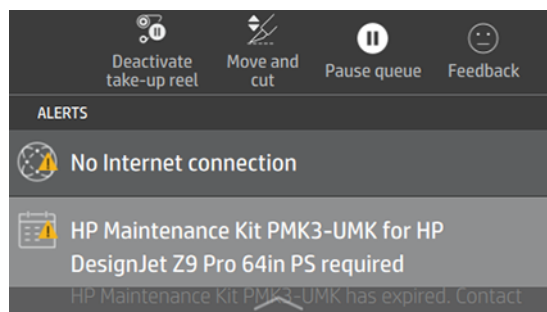 Deactivate take-up reel
Move and cut
Pause queue
Feedback
ALERTS
No Internet connection
HP Maintenance Kit PMK3-UMK for HP
DesignJet Z9 Pro 64in PS required
HP Maintenance Kit PMK3-UMK has expired. Contact